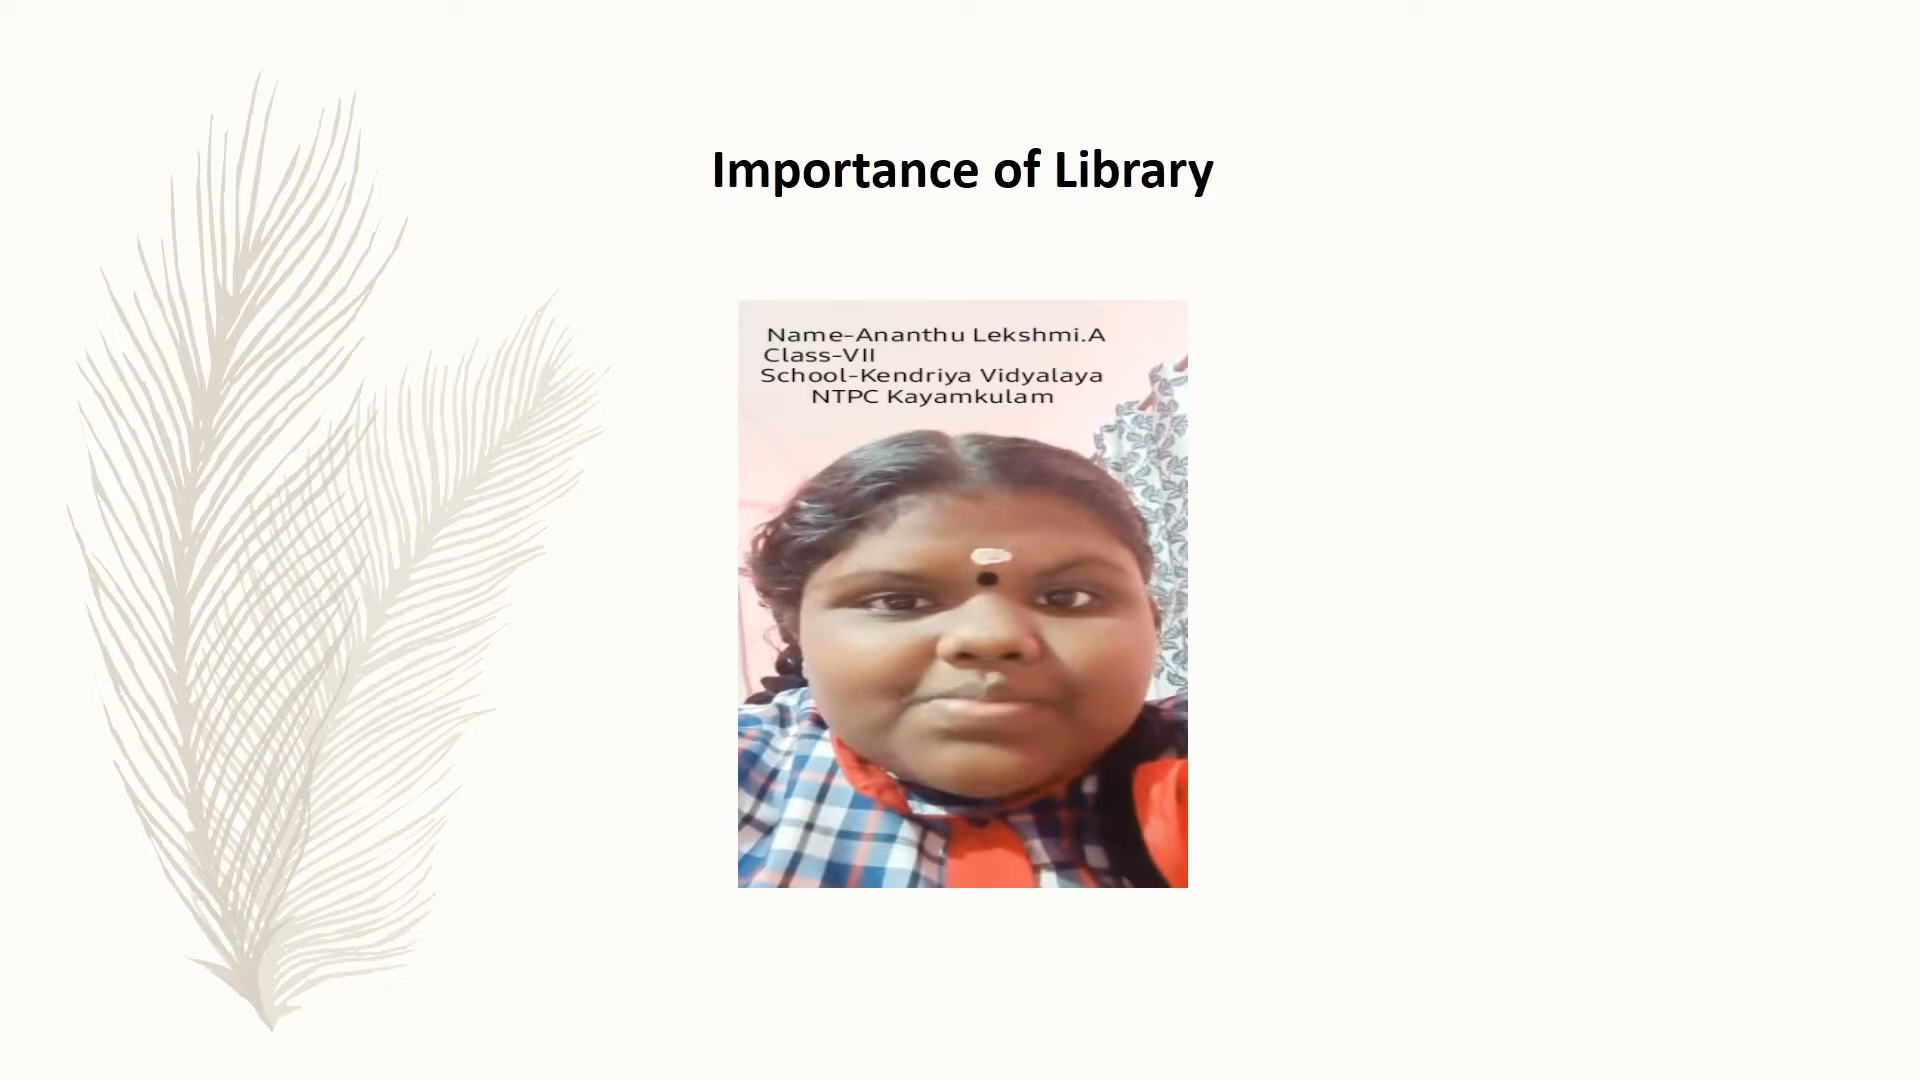 Importance of Library
Name-Ananthu Lekshmi.A
Class-VII
School-Kendriya Vidyalaya
NTPC Kayamkulam